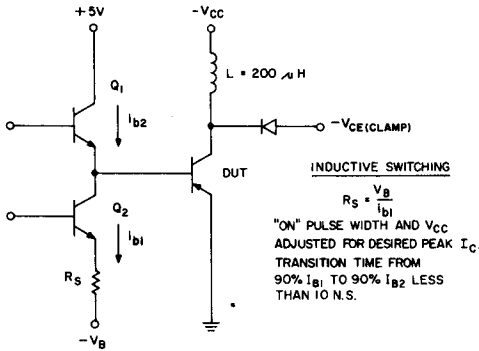 +5V
-VCC
L = 200 μH
Q1
ib2
-VCE(CLAMP)
DUT
Q2
ib1
RS
-VB
INDUCTIVE SWITCHING
RS = VB / ib1
"ON" PULSE WIDTH AND VCC
ADJUSTED FOR DESIRED PEAK IC.
TRANSITION TIME FROM
90% IB1 TO 90% IB2 LESS
THAN 10 N.S.